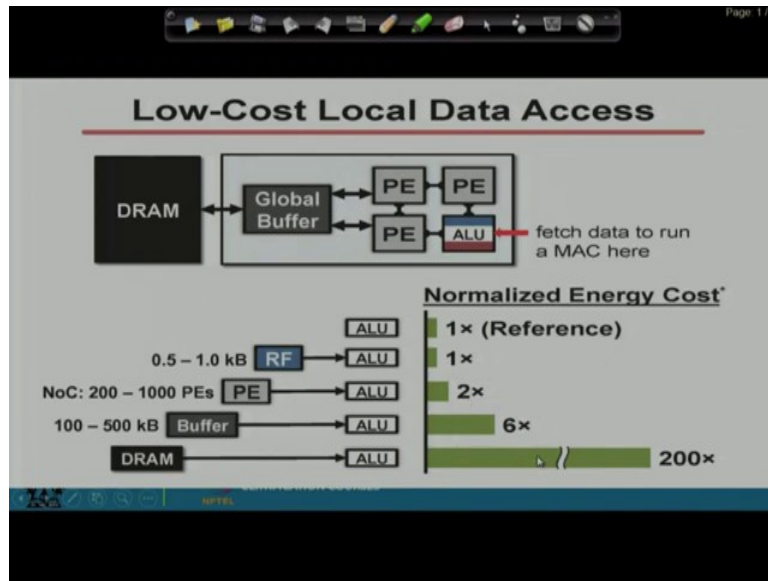 Page: 1 /
Low-Cost Local Data Access
DRAM
Global
Buffer
PE
PE
PE
ALU
fetch data to run
a MAC here
Normalized Energy Cost*
ALU
1× (Reference)
0.5 – 1.0 kB
RF
ALU
1×
NoC: 200 – 1000 PEs
PE
ALU
2×
100 – 500 kB
Buffer
ALU
6×
DRAM
ALU
200×
NPTEL